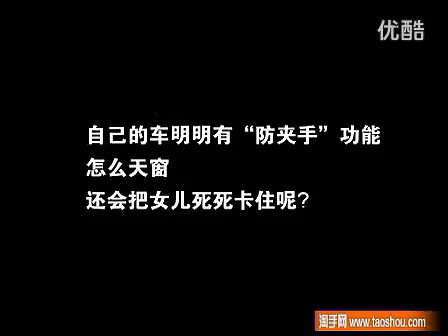 优酷
自己的车明明有“防夹手”功能
怎么天窗
还会把女儿死死卡住呢?
淘手网 www.taoshou.com